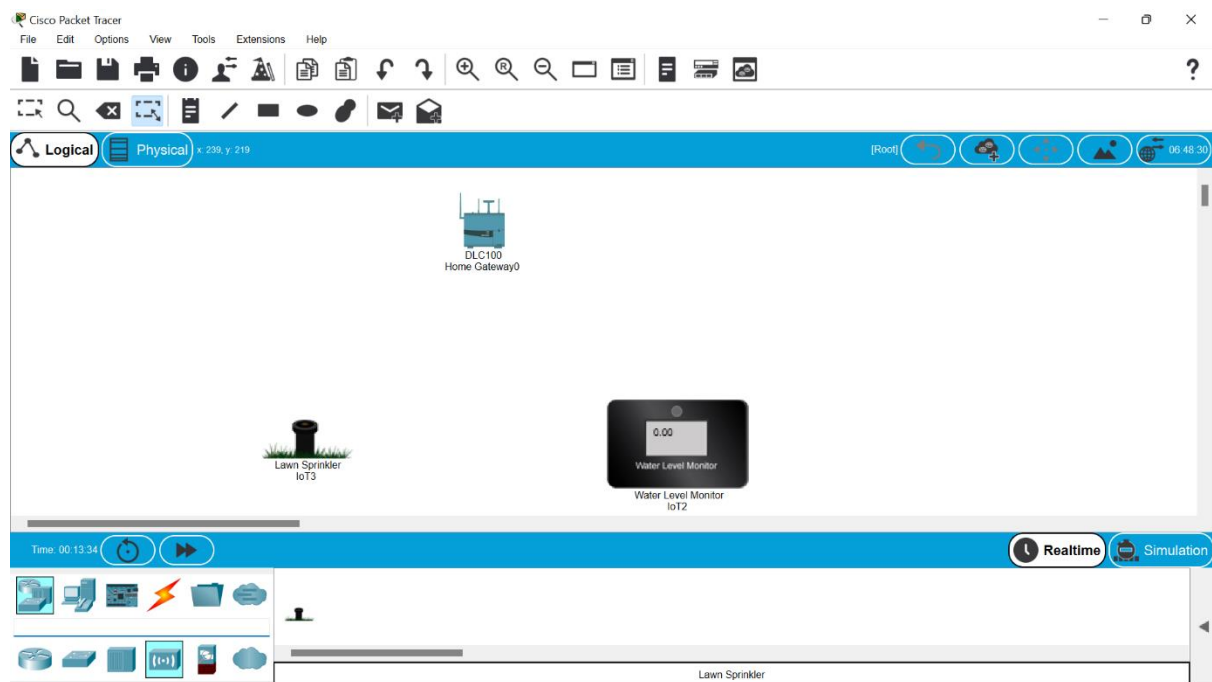 Cisco Packet Tracer
File Edit Options View Tools Extensions Help
Logical Physical x: 239, y: 219 [Root] 06:48:30
DLC100
Home Gateway0
0.00
Water Level Monitor
Lawn Sprinkler
IoT3
Water Level Monitor
IoT2
Time: 00:13:34 Realtime Simulation
Lawn Sprinkler